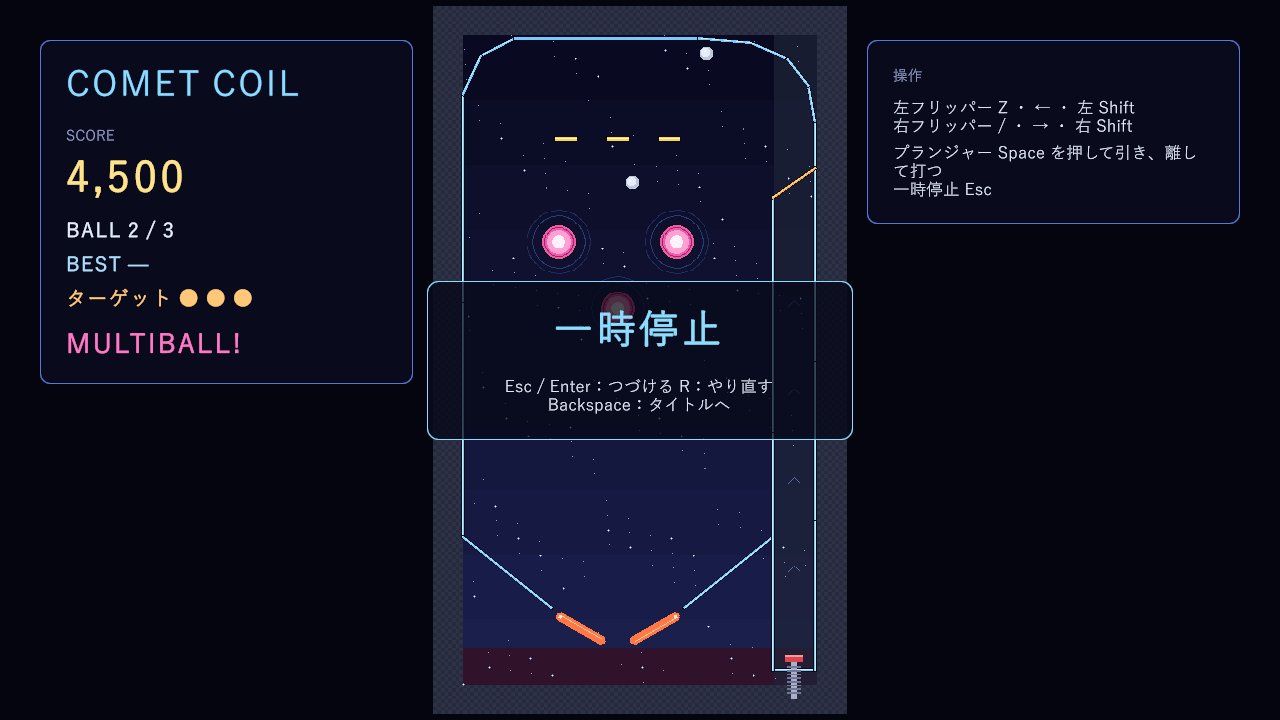 COMET COIL
SCORE
4,500
BALL 2 / 3
BEST —
ターゲット ● ● ●
MULTIBALL!
一時停止
Esc / Enter：つづける R：やり直す
Backspace：タイトルへ
操作
左フリッパー Z ・ ← ・ 左 Shift
右フリッパー / ・ → ・ 右 Shift
プランジャー Space を押して引き、離し
て打つ
一時停止 Esc